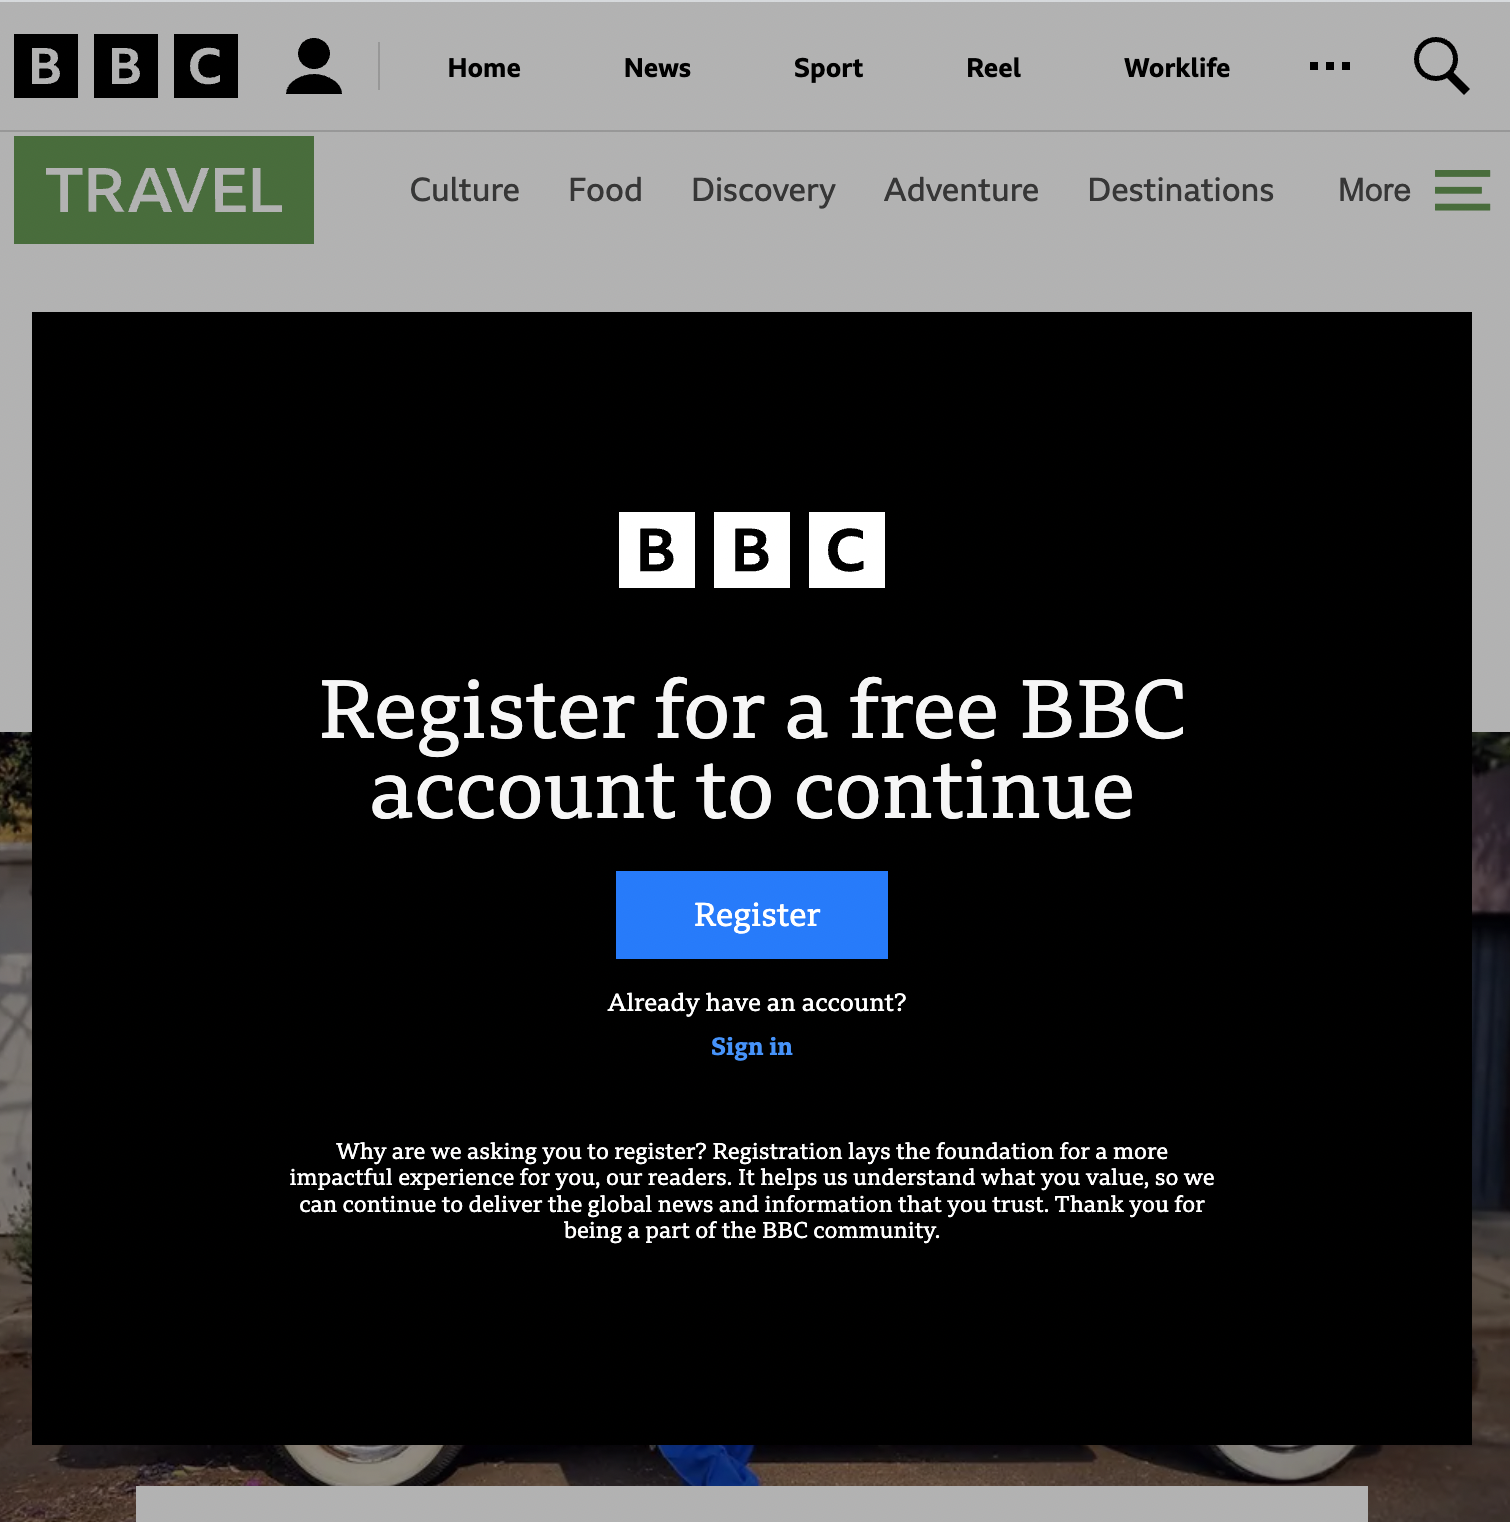 BBC
Home News Sport Reel Worklife
TRAVEL
Culture Food Discovery Adventure Destinations More
BBC
Register for a free BBC
account to continue
Register
Already have an account?
Sign in
Why are we asking you to register? Registration lays the foundation for a more
impactful experience for you, our readers. It helps us understand what you value, so we
can continue to deliver the global news and information that you trust. Thank you for
being a part of the BBC community.